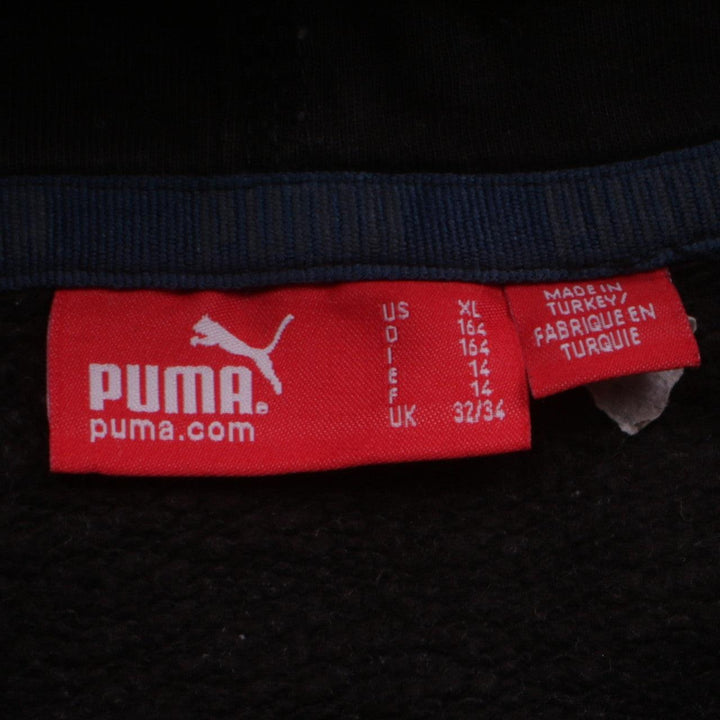 PUMA®
puma.com
US XL
D 164
I 164
E 14
F 14
UK 32/34
MADE IN
TURKEY/
FABRIQUE EN
TURQUIE